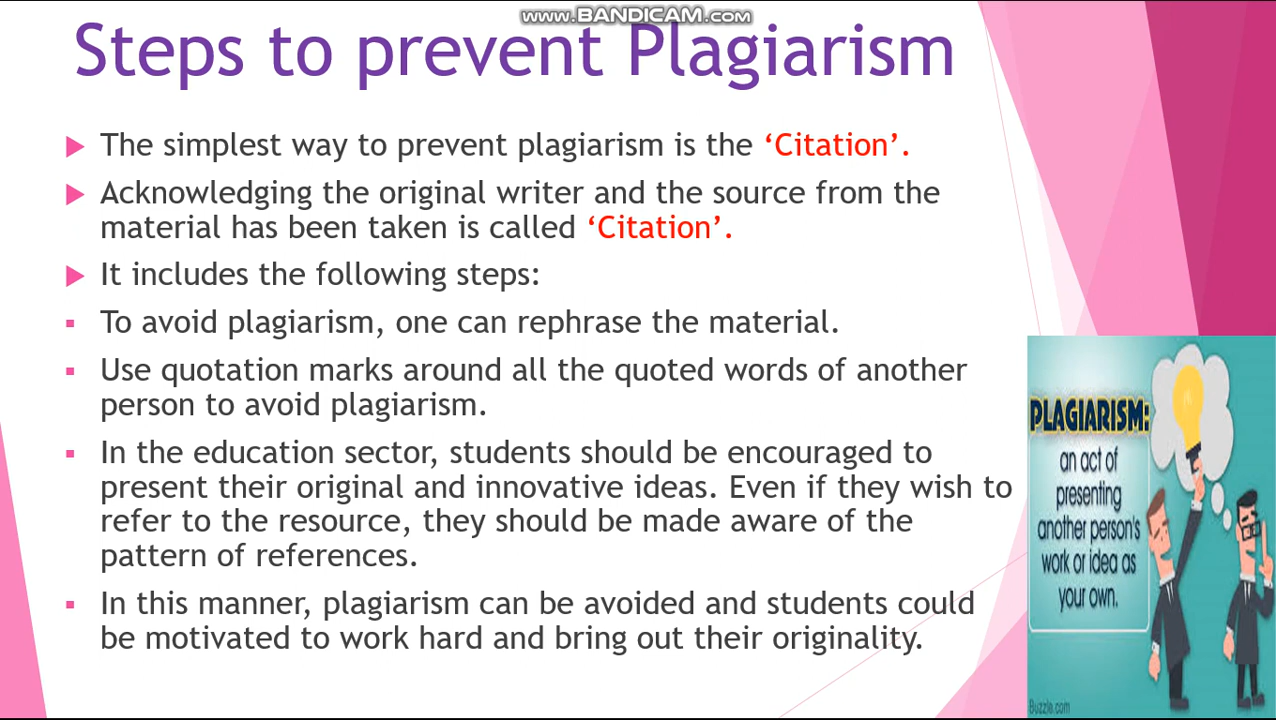 www.BANDICAM.com
Steps to prevent Plagiarism
The simplest way to prevent plagiarism is the ‘Citation’.
Acknowledging the original writer and the source from the
material has been taken is called ‘Citation’.
It includes the following steps:
To avoid plagiarism, one can rephrase the material.
Use quotation marks around all the quoted words of another
person to avoid plagiarism.
In the education sector, students should be encouraged to
present their original and innovative ideas. Even if they wish to
refer to the resource, they should be made aware of the
pattern of references.
In this manner, plagiarism can be avoided and students could
be motivated to work hard and bring out their originality.
PLAGIARISM:
an act of
presenting
another person's
work or idea as
your own.
Buzzle.com